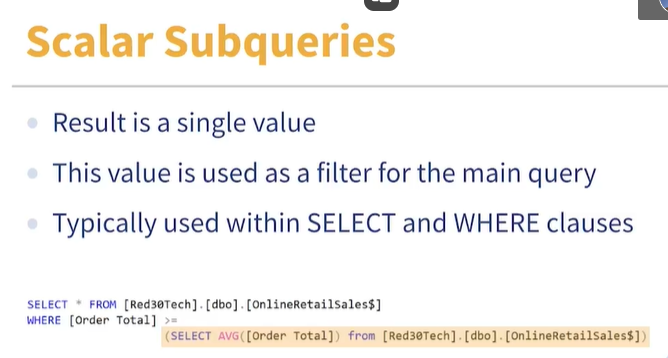 Scalar Subqueries
Result is a single value
This value is used as a filter for the main query
Typically used within SELECT and WHERE clauses
SELECT * FROM [Red30Tech].[dbo].[OnlineRetailSales$]
WHERE [Order Total] >=
(SELECT AVG([Order Total]) from [Red30Tech].[dbo].[OnlineRetailSales$])